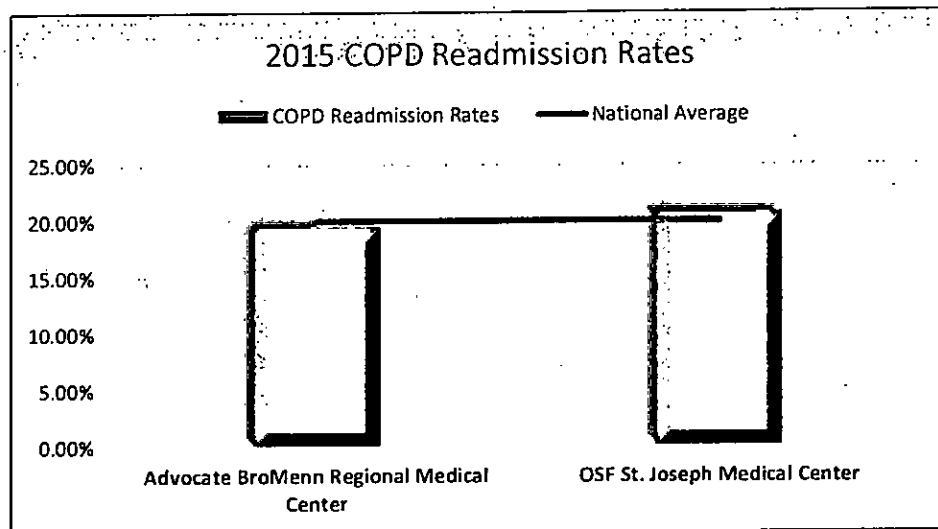 2015 COPD Readmission Rates
COPD Readmission Rates National Average
25.00%
20.00%
15.00%
10.00%
5.00%
0.00%
Advocate BroMenn Regional Medical
Center
OSF St. Joseph Medical Center